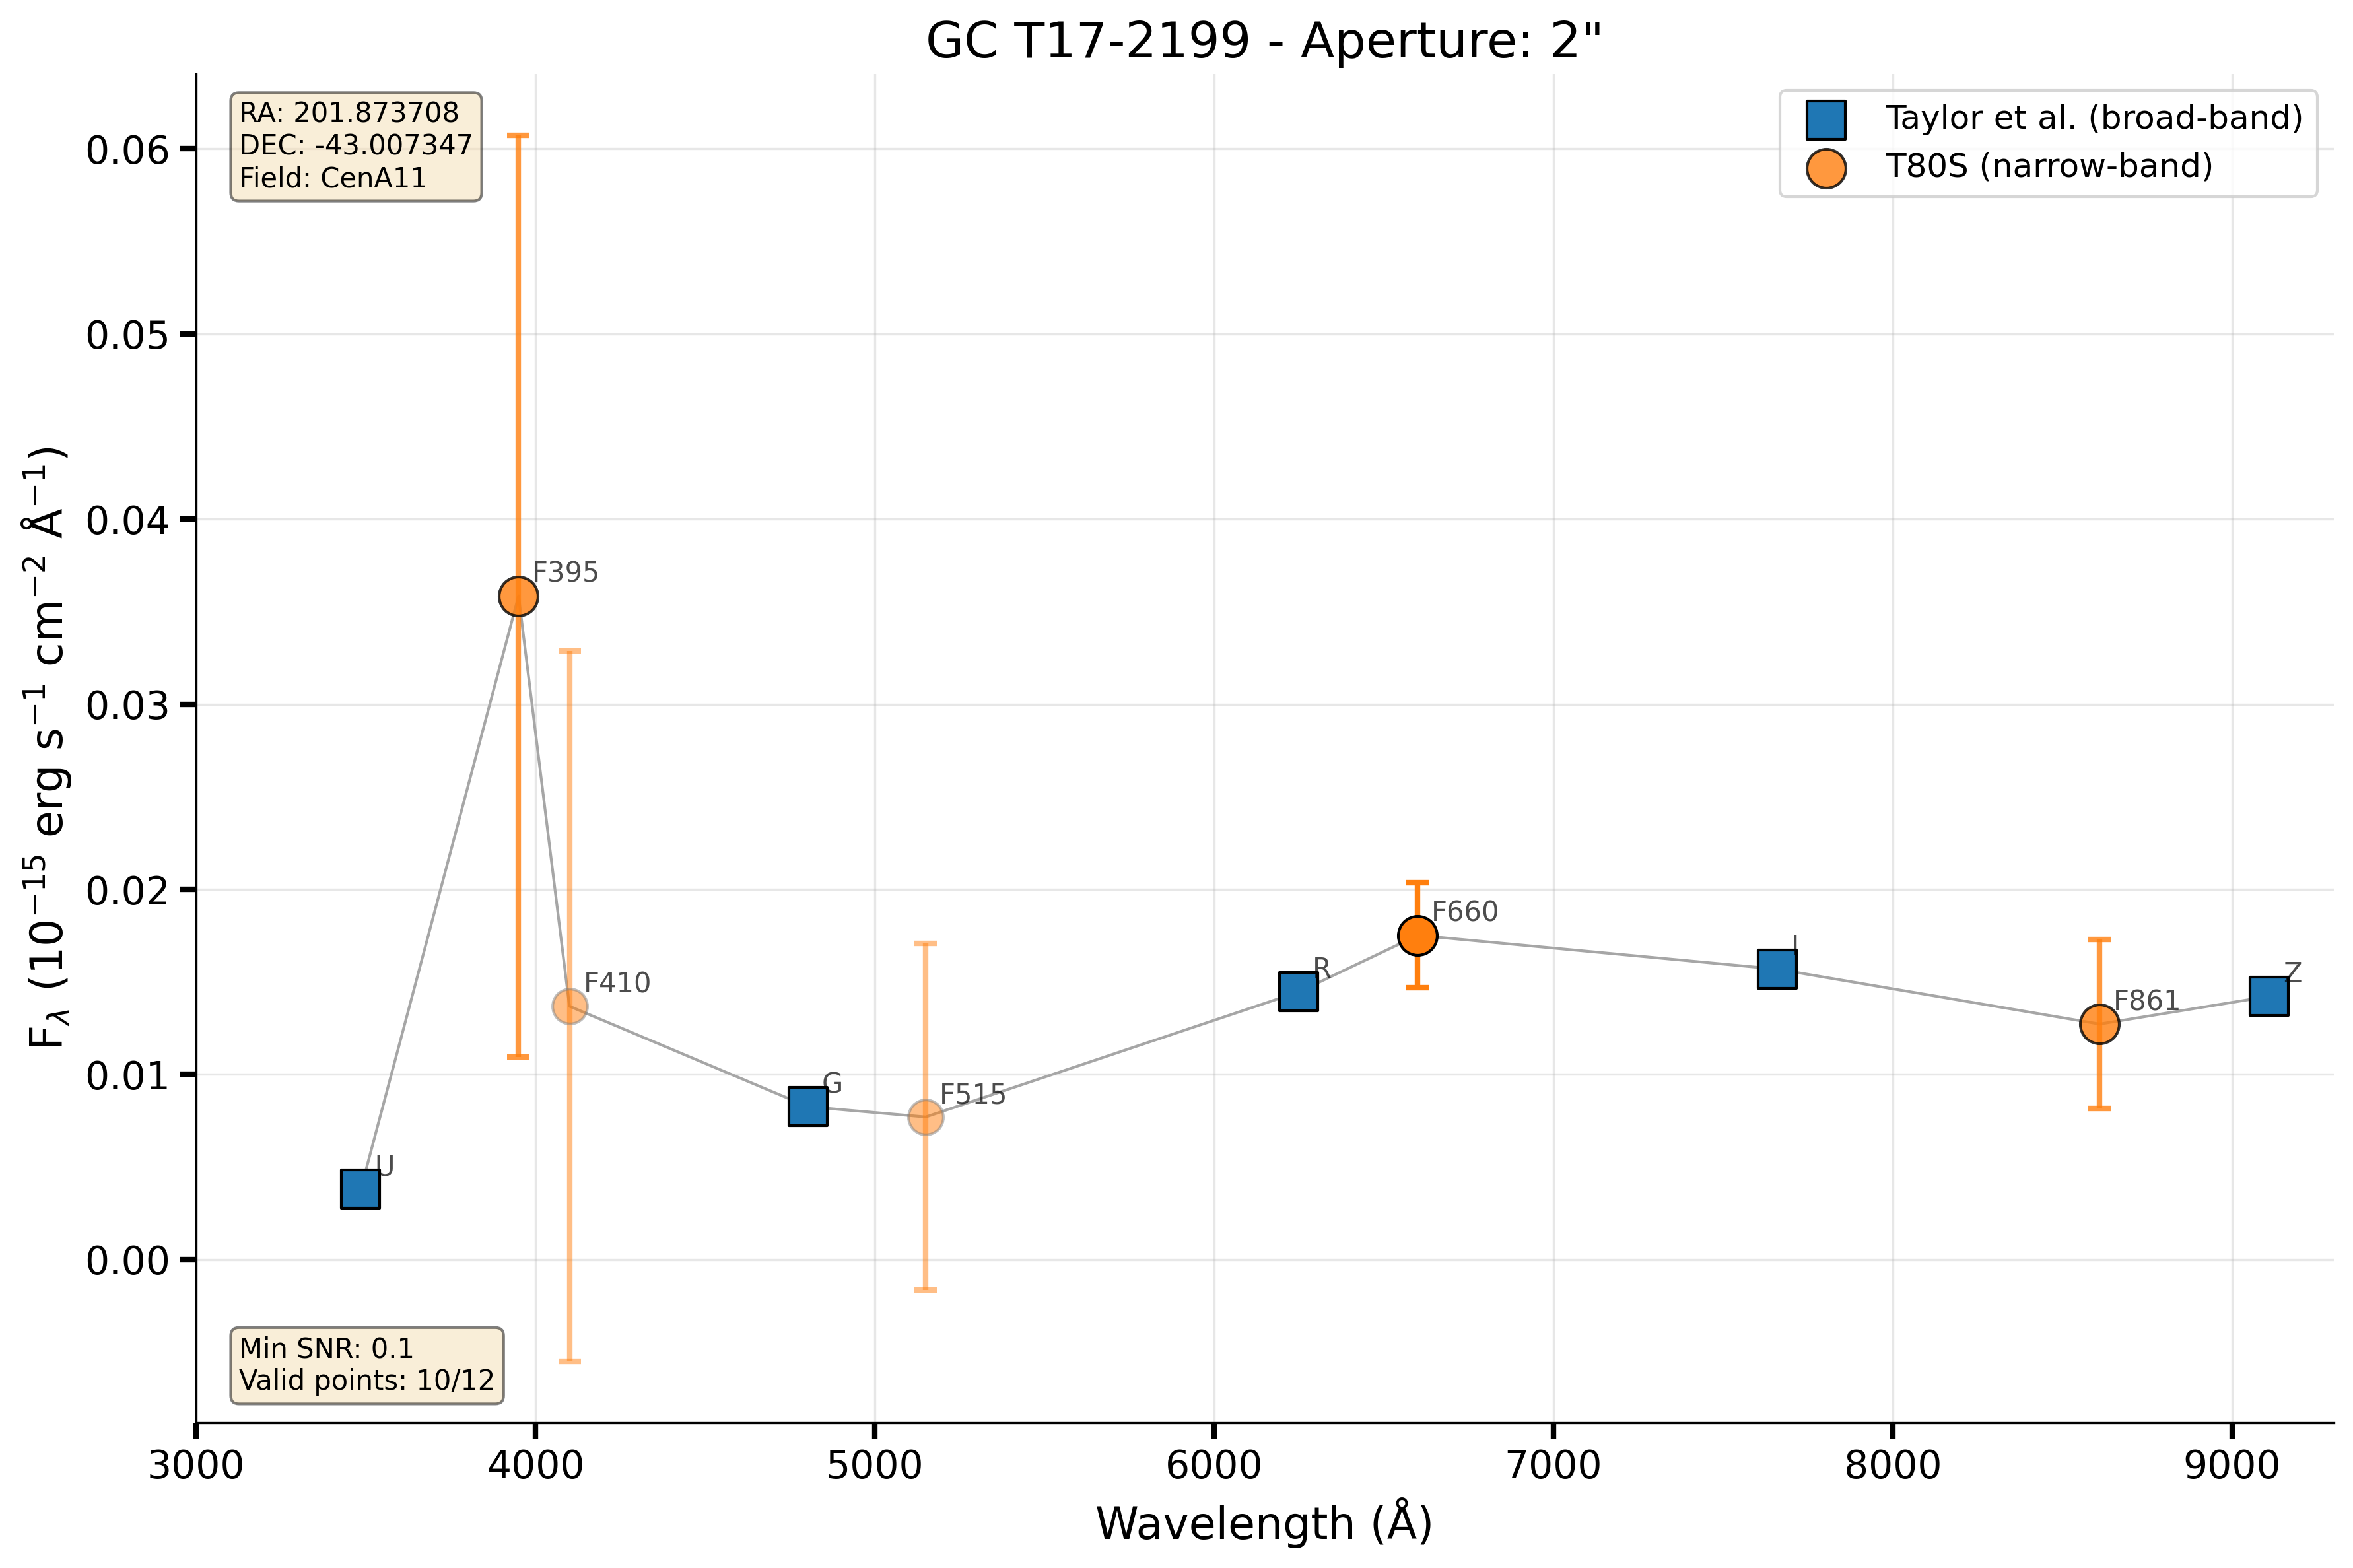 GC T17-2199 - Aperture: 2"
RA: 201.873708
DEC: -43.007347
Field: CenA11
Taylor et al. (broad-band)
T80S (narrow-band)
F$_{\lambda}$ (10$^{-15}$ erg s$^{-1}$ cm$^{-2}$ Å$^{-1}$)
0.06
0.05
0.04
0.03
0.02
0.01
0.00
U
F395
F410
G
F515
R
F660
I
F861
Z
Min SNR: 0.1
Valid points: 10/12
3000 4000 5000 6000 7000 8000 9000
Wavelength (Å)